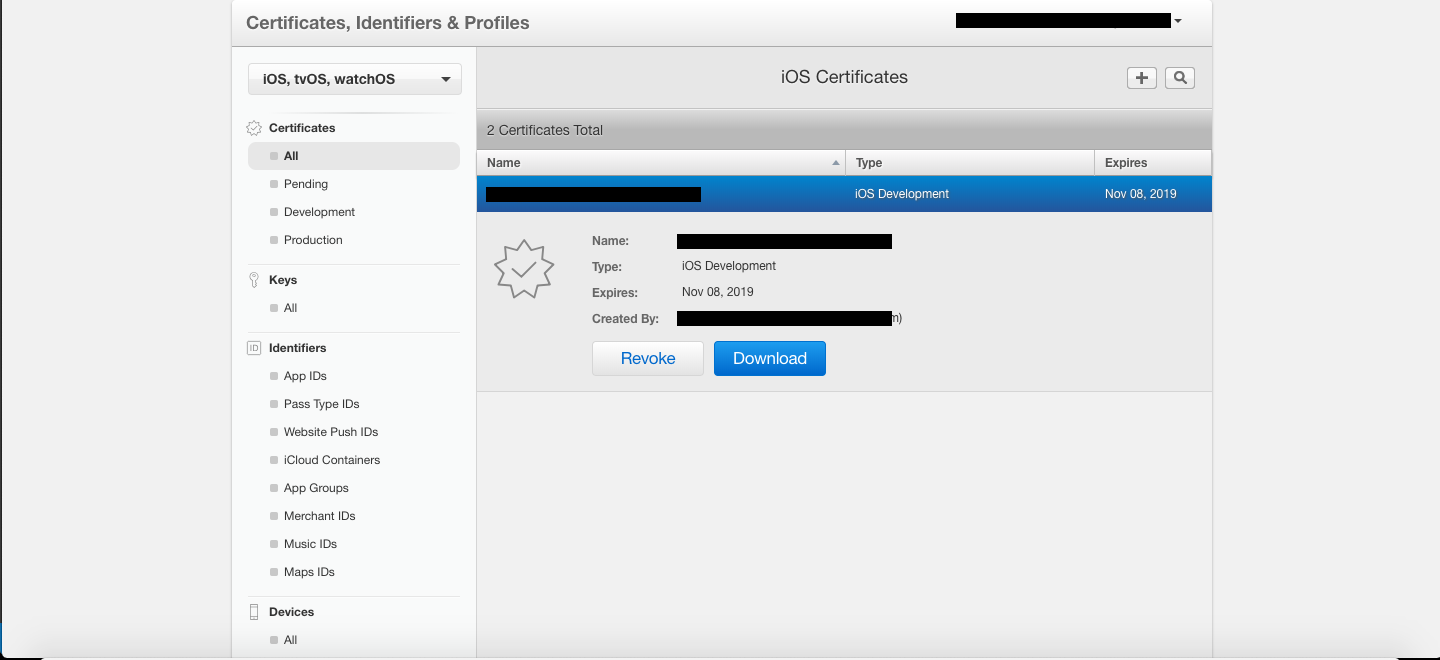 Certificates, Identifiers & Profiles
iOS, tvOS, watchOS
Certificates
All
Pending
Development
Production
Keys
All
ID
Identifiers
App IDs
Pass Type IDs
Website Push IDs
iCloud Containers
App Groups
Merchant IDs
Music IDs
Maps IDs
Devices
All
iOS Certificates
2 Certificates Total
Name Type Expires
iOS Development Nov 08, 2019
Name:
Type: iOS Development
Expires: Nov 08, 2019
Created By: )
Revoke Download